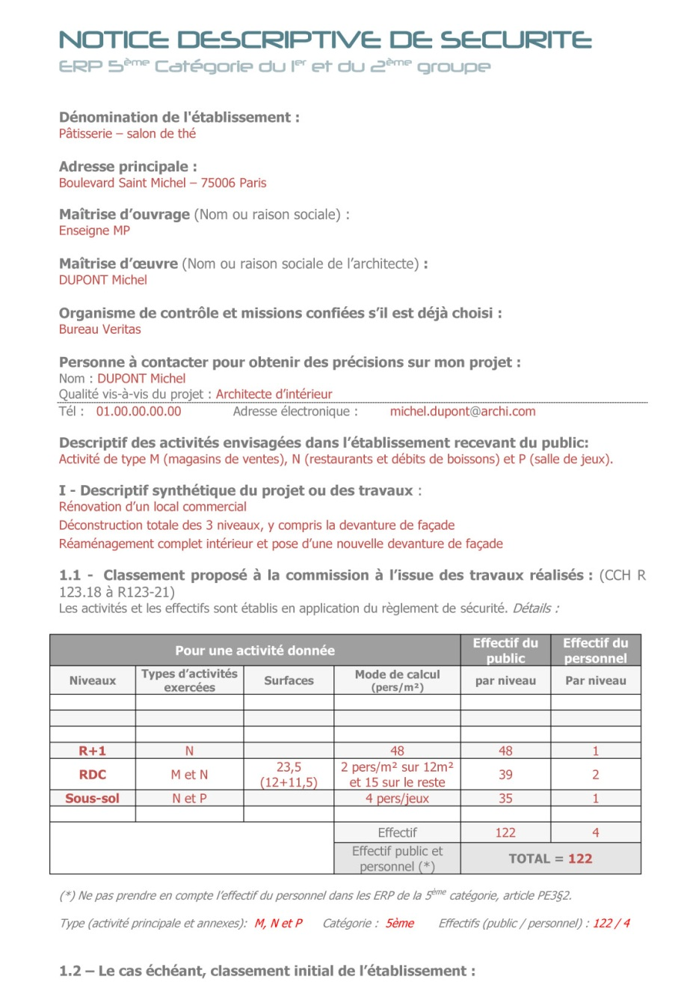 NOTICE DESCRIPTIVE DE SECURITE
ERP 5ème Catégorie du 1er et du 2ème groupe
Dénomination de l'établissement :
Pâtisserie – salon de thé
Adresse principale :
Boulevard Saint Michel – 75006 Paris
Maîtrise d’ouvrage (Nom ou raison sociale) :
Enseigne MP
Maîtrise d’œuvre (Nom ou raison sociale de l’architecte) :
DUPONT Michel
Organisme de contrôle et missions confiées s’il est déjà choisi :
Bureau Veritas
Personne à contacter pour obtenir des précisions sur mon projet :
Nom : DUPONT Michel
Qualité vis-à-vis du projet : Architecte d’intérieur
Tél : 01.00.00.00.00 Adresse électronique : michel.dupont@archi.com
Descriptif des activités envisagées dans l’établissement recevant du public:
Activité de type M (magasins de ventes), N (restaurants et débits de boissons) et P (salle de jeux).
I - Descriptif synthétique du projet ou des travaux :
Rénovation d’un local commercial
Déconstruction totale des 3 niveaux, y compris la devanture de façade
Réaménagement complet intérieur et pose d’une nouvelle devanture de façade
1.1 - Classement proposé à la commission à l’issue des travaux réalisés : (CCH R
123.18 à R123-21)
Les activités et les effectifs sont établis en application du règlement de sécurité. Détails :
Pour une activité donnée Effectif du public Effectif du personnel
Niveaux Types d’activités exercées Surfaces Mode de calcul (pers/m²) par niveau Par niveau
R+1 N 48 48 1
RDC M et N 23,5 (12+11,5) 2 pers/m² sur 12m² et 15 sur le reste 39 2
Sous-sol N et P 4 pers/jeux 35 1
Effectif 122 4
Effectif public et personnel (*) TOTAL = 122
(*) Ne pas prendre en compte l’effectif du personnel dans les ERP de la 5ème catégorie, article PE3§2.
Type (activité principale et annexes): M, N et P Catégorie : 5ème Effectifs (public / personnel) : 122 / 4
1.2 – Le cas échéant, classement initial de l’établissement :